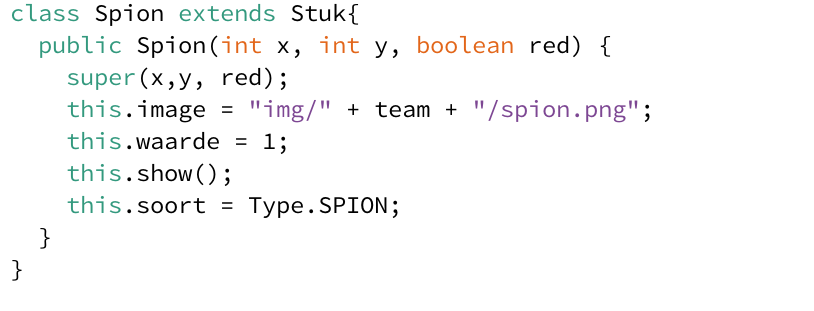 class Spion extends Stuk{
  public Spion(int x, int y, boolean red) {
    super(x,y, red);
    this.image = "img/" + team + "/spion.png";
    this.waarde = 1;
    this.show();
    this.soort = Type.SPION;
  }
}